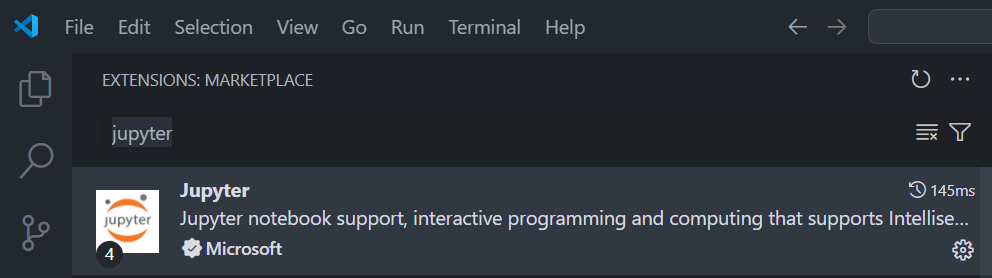 File Edit Selection View Go Run Terminal Help
EXTENSIONS: MARKETPLACE
jupyter
Jupyter 145ms
jupyter
Jupyter notebook support, interactive programming and computing that supports Intellise...
4 Microsoft